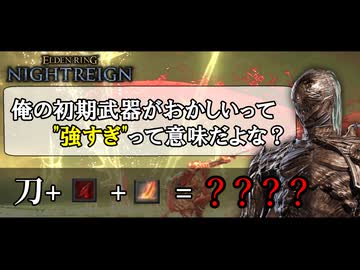 ELDEN RING
NIGHTREIGN
俺の初期武器がおかしいって
"強すぎ"って意味だよな？
刀+ + =？？？？